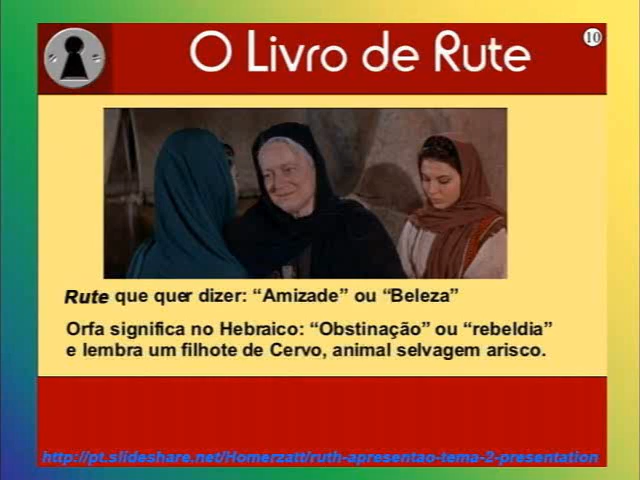 O Livro de Rute
10
Rute que quer dizer: “Amizade” ou “Beleza”
Orfa significa no Hebraico: “Obstinação” ou “rebeldia”
e lembra um filhote de Cervo, animal selvagem arisco.
http://pt.slideshare.net/Homerzatt/ruth-apresentao-tema-2-presentation